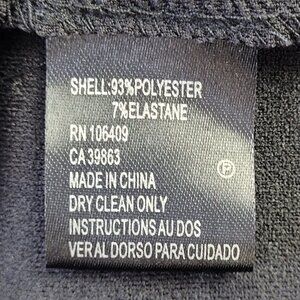 SHELL:93%POLYESTER
7%ELASTANE
RN 106409
CA 39863
MADE IN CHINA
P
DRY CLEAN ONLY
INSTRUCTIONS AU DOS
VER AL DORSO PARA CUIDADO